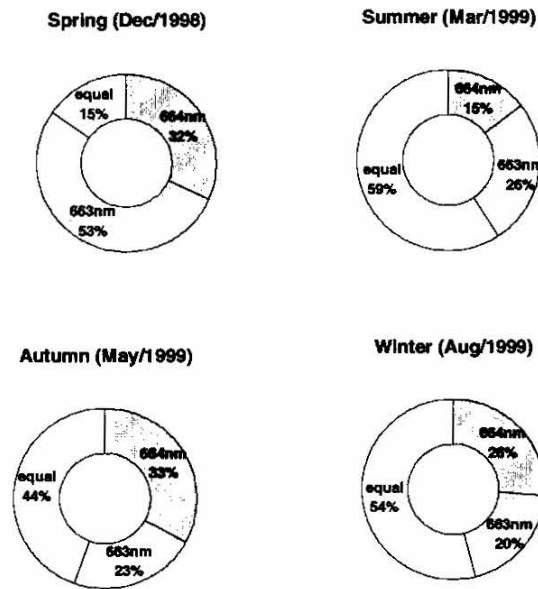 Spring (Dec/1998)
equal
15%
664nm
32%
663nm
53%
Summer (Mar/1999)
664nm
15%
equal
59%
663nm
26%
Autumn (May/1999)
664nm
33%
equal
44%
663nm
23%
Winter (Aug/1999)
664nm
26%
equal
54%
663nm
20%